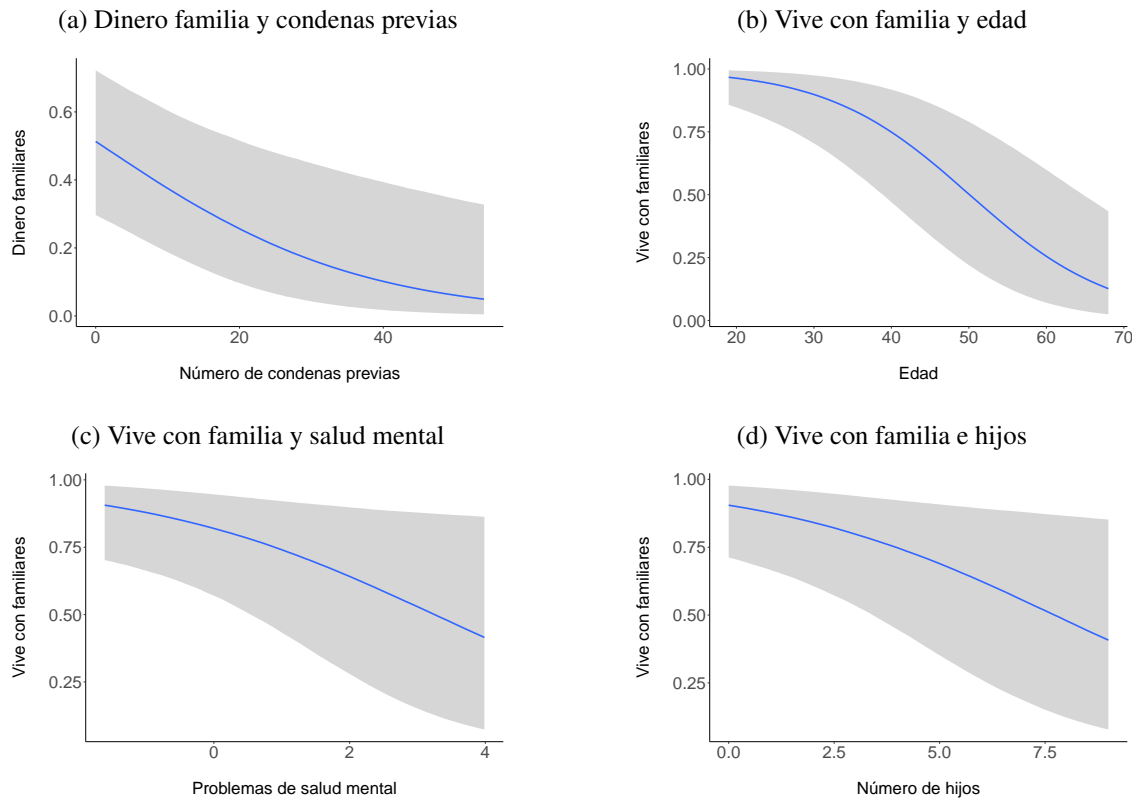 (a) Dinero familia y condenas previas
Dinero familiares
0.6
0.4
0.2
0.0
0 20 40
Número de condenas previas
(b) Vive con familia y edad
Vive con familiares
1.00
0.75
0.50
0.25
0.00
20 30 40 50 60 70
Edad
(c) Vive con familia y salud mental
Vive con familiares
1.00
0.75
0.50
0.25
0 2 4
Problemas de salud mental
(d) Vive con familia e hijos
Vive con familiares
1.00
0.75
0.50
0.25
0.0 2.5 5.0 7.5
Número de hijos